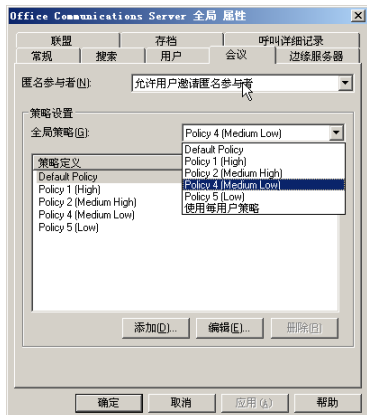 Office Communications Server 全局 属性
联盟 存档 呼叫详细记录
常规 搜索 用户 会议 边缘服务器
匿名参与者(N): 允许用户邀请匿名参与者
策略设置
全局策略(G): Policy 4 (Medium Low)
Default Policy
Policy 1 (High)
Policy 2 (Medium High)
Policy 4 (Medium Low)
Policy 5 (Low)
使用每用户策略
策略定义
Default Policy
Policy 1 (High)
Policy 2 (Medium High)
Policy 4 (Medium Low)
Policy 5 (Low)
添加(D)... 编辑(E)... 删除(R)
确定 取消 应用(A) 帮助